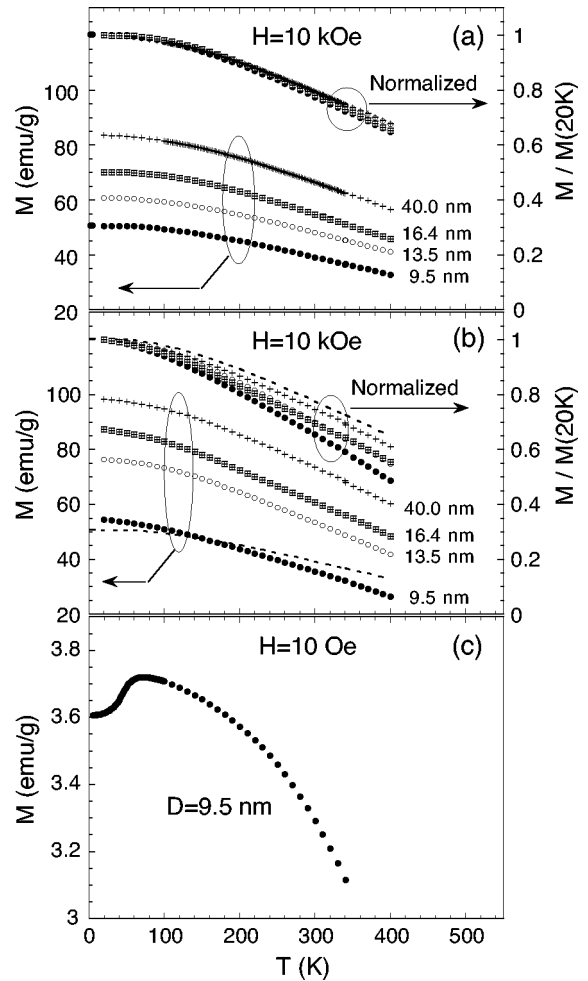 H=10 kOe
(a)
Normalized
M (emu/g)
100
80
60
40
20
1
0.8
0.6
0.4
0.2
0
M / M(20K)
40.0 nm
16.4 nm
13.5 nm
9.5 nm
H=10 kOe
(b)
Normalized
M (emu/g)
20
100
80
60
40
20
1
0.8
0.6
0.4
0.2
0
M / M(20K)
40.0 nm
16.4 nm
13.5 nm
9.5 nm
H=10 Oe
(c)
M (emu/g)
3.8
3.6
3.4
3.2
3
D=9.5 nm
0 100 200 300 400 500
T (K)